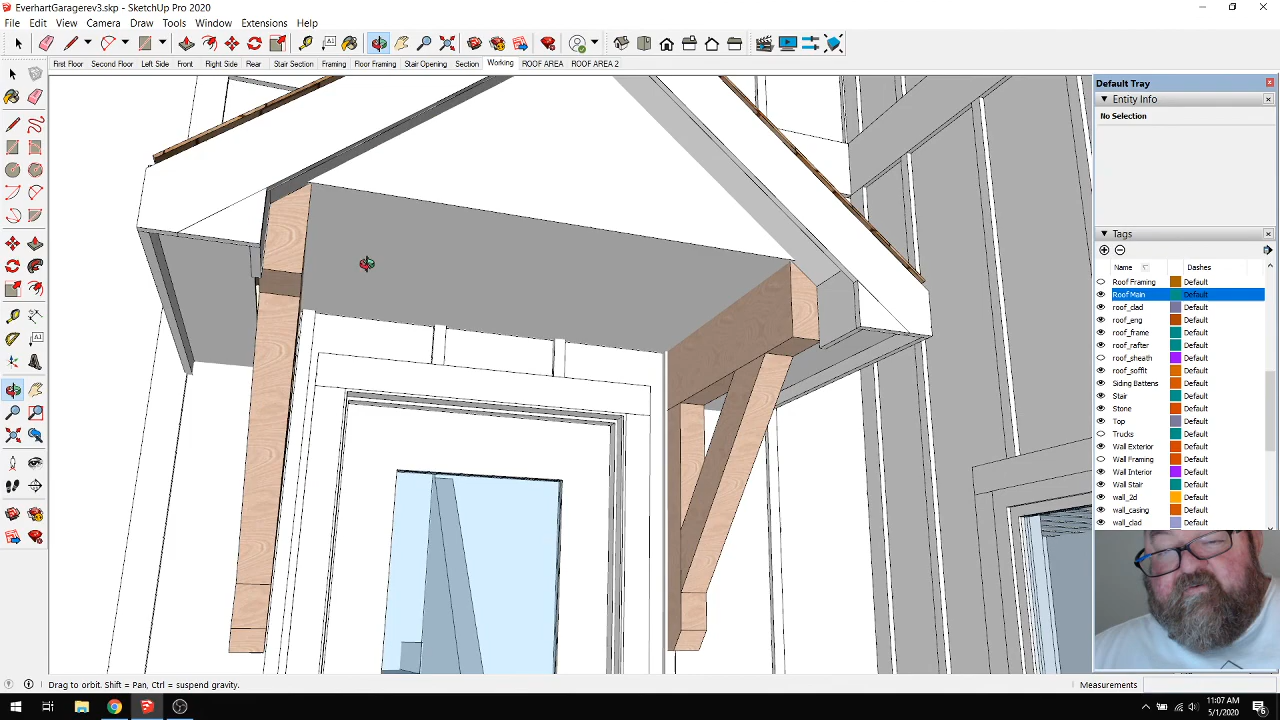 EverhartGaragerev3.skp - SketchUp Pro 2020
File Edit View Camera Draw Tools Window Extensions Help
First Floor Second Floor Left Side Front Right Side Rear Stair Section Framing Floor Framing Stair Opening Section Working ROOF AREA ROOF AREA 2
Default Tray
Entity Info
No Selection
Tags
Name Dashes
Roof Framing Default
Roof Main Default
roof_clad Default
roof_eng Default
roof_frame Default
roof_rafter Default
roof_sheath Default
roof_soffit Default
Siding Battens Default
Stair Default
Stone Default
Top Default
Trucks Default
Wall Exterior Default
Wall Framing Default
Wall Interior Default
Wall Stair Default
wall_2d Default
wall_casing Default
wall_clad Default
Drag to orbit. Shift = Pan, Ctrl = suspend gravity.
Measurements
11:07 AM
5/1/2020
6